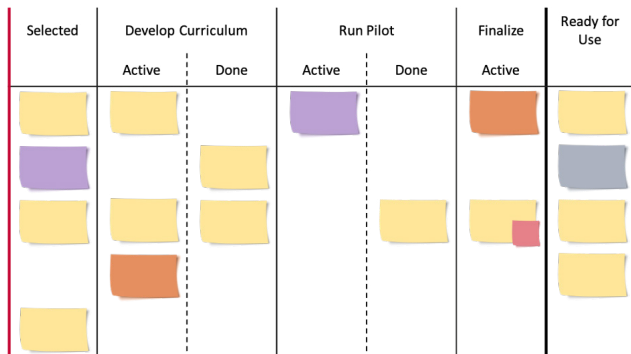 Selected
Develop Curriculum
Run Pilot
Finalize
Ready for
Use
Active
Done
Active
Done
Active